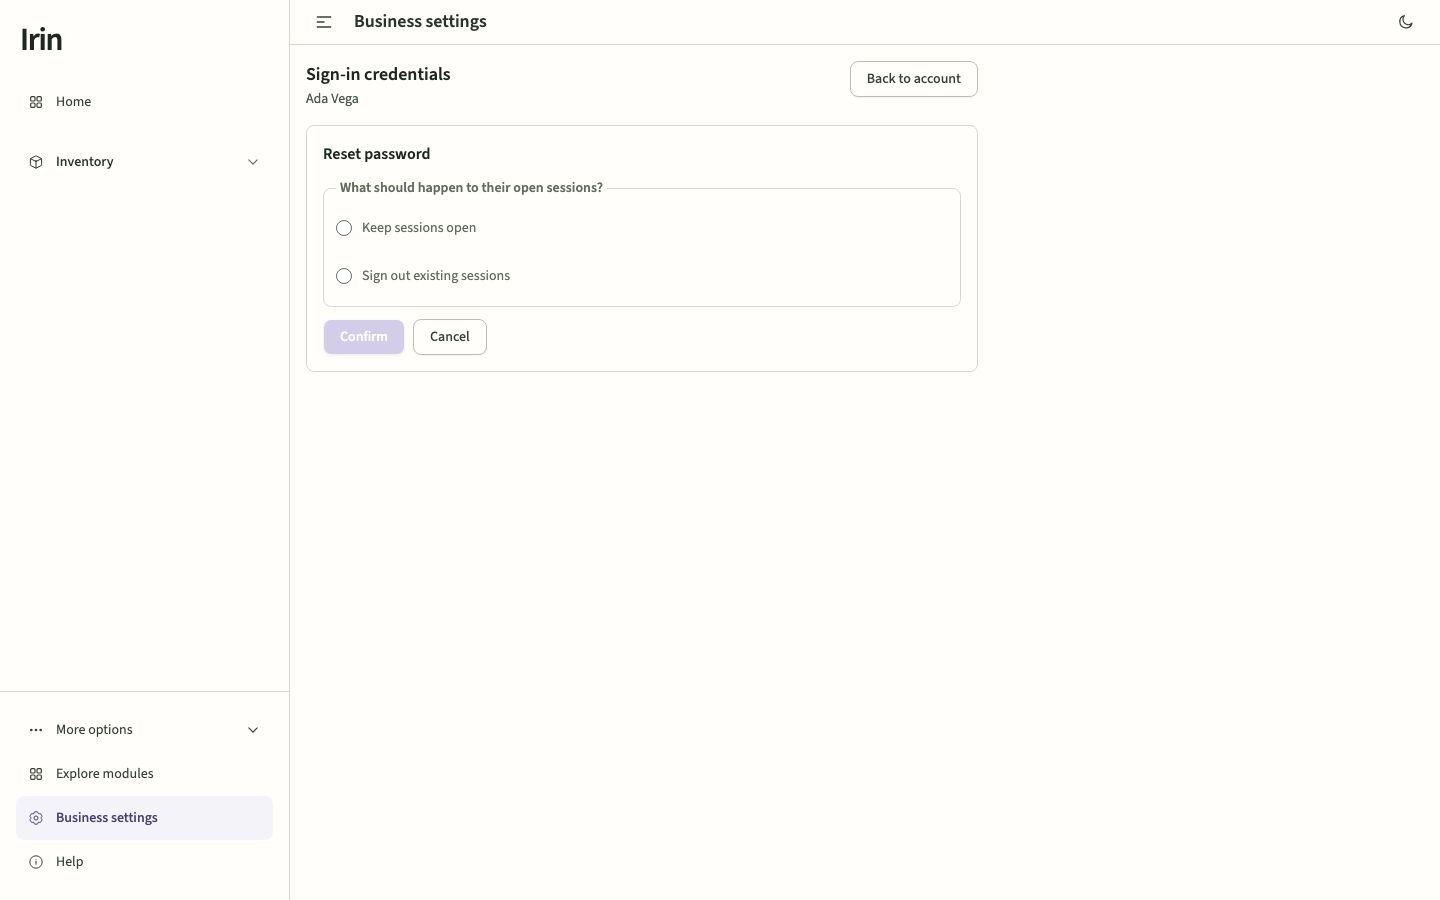 Irin
Home
Inventory
More options
Explore modules
Business settings
Help
Business settings
Sign-in credentials
Ada Vega
Back to account
Reset password
What should happen to their open sessions?
Keep sessions open
Sign out existing sessions
Confirm
Cancel